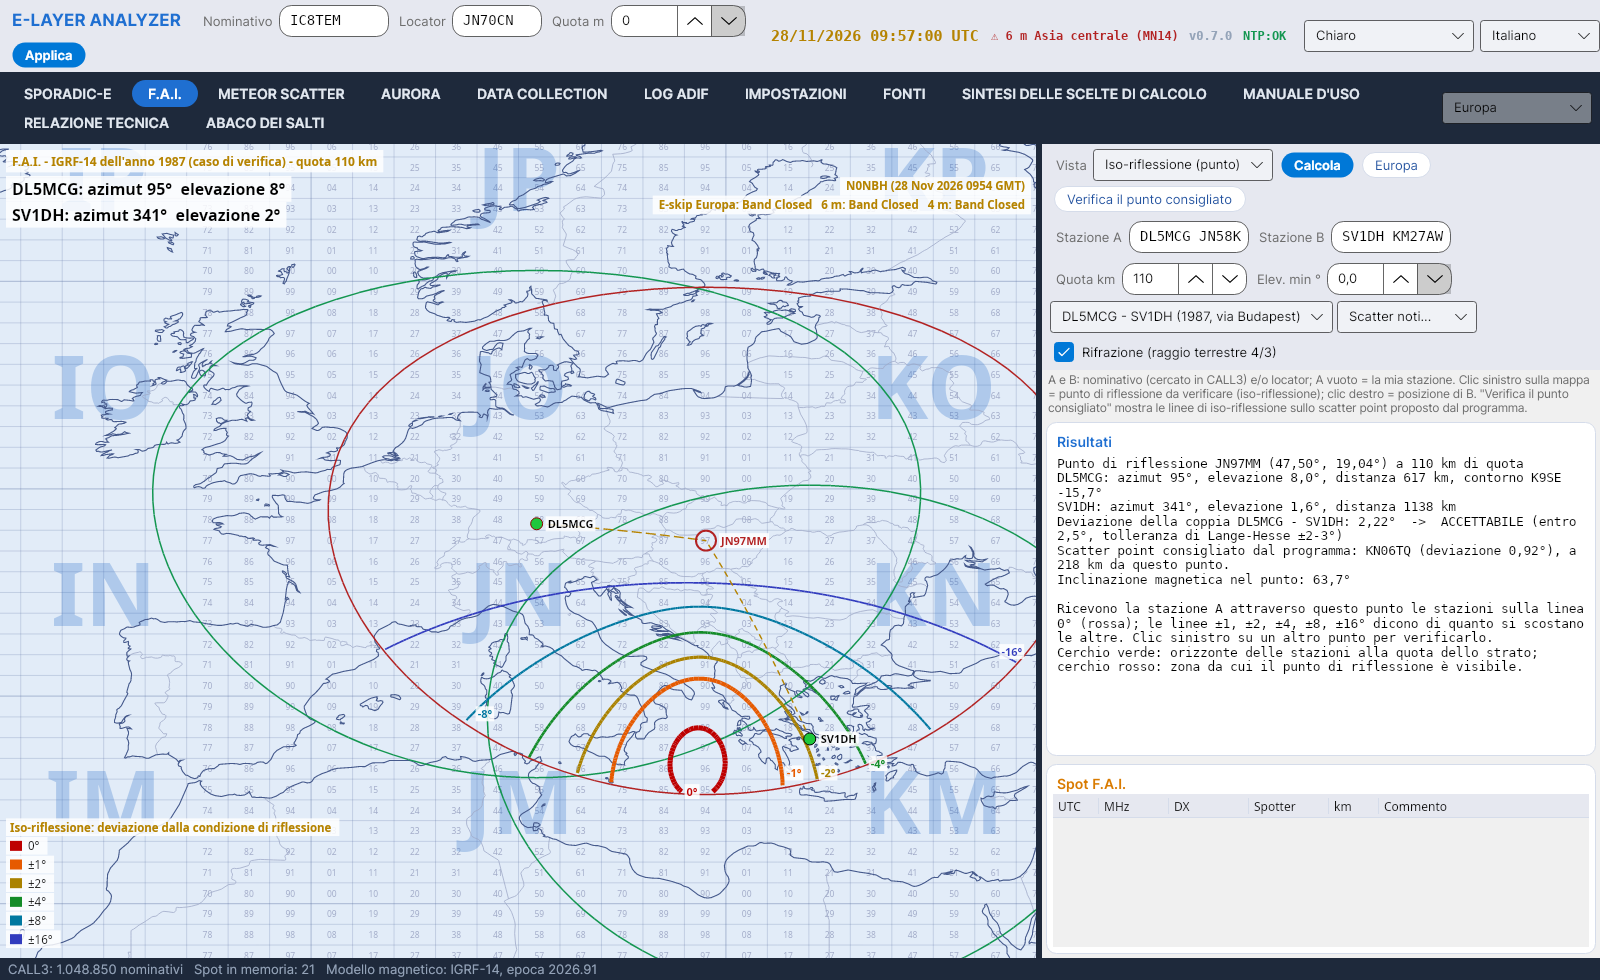 E-LAYER ANALYZER
Nominativo IC8TEM Locator JN70CN Quota m 0
28/11/2026 09:57:00 UTC ⚠ 6 m Asia centrale (MN14) v0.7.0 NTP:OK
Chiaro Italiano
Applica
SPORADIC-E F.A.I. METEOR SCATTER AURORA DATA COLLECTION LOG ADIF IMPOSTAZIONI FONTI SINTESI DELLE SCELTE DI CALCOLO MANUALE D'USO
RELAZIONE TECNICA ABACO DEI SALTI
Europa
F.A.I. - IGRF-14 dell'anno 1987 (caso di verifica) - quota 110 km
DL5MCG: azimut 95° elevazione 8°
SV1DH: azimut 341° elevazione 2°
N0NBH (28 Nov 2026 0954 GMT)
E-skip Europa: Band Closed 6 m: Band Closed 4 m: Band Closed
JP KP
IO JO KO
DL5MCG
JN97MM
IN JN KN
-16°
-8°
SV1DH
-4°
-1° -2°
0°
IM JM KM
Iso-riflessione: deviazione dalla condizione di riflessione
0°
±1°
±2°
±4°
±8°
±16°
Vista Iso-riflessione (punto) Calcola Europa
Verifica il punto consigliato
Stazione A DL5MCG JN58K Stazione B SV1DH KM27AW
Quota km 110 Elev. min ° 0,0
DL5MCG - SV1DH (1987, via Budapest) Scatter noti...
Rifrazione (raggio terrestre 4/3)
A e B: nominativo (cercato in CALL3) e/o locator; A vuoto = la mia stazione. Clic sinistro sulla mappa
= punto di riflessione da verificare (iso-riflessione); clic destro = posizione di B. "Verifica il punto
consigliato" mostra le linee di iso-riflessione sullo scatter point proposto dal programma.
Risultati
Punto di riflessione JN97MM (47,50°, 19,04°) a 110 km di quota
DL5MCG: azimut 95°, elevazione 8,0°, distanza 617 km, contorno K9SE
-15,7°
SV1DH: azimut 341°, elevazione 1,6°, distanza 1138 km
Deviazione della coppia DL5MCG - SV1DH: 2,22° -> ACCETTABILE (entro
2,5°, tolleranza di Lange-Hesse ±2-3°)
Scatter point consigliato dal programma: KN06TQ (deviazione 0,92°), a
218 km da questo punto.
Inclinazione magnetica nel punto: 63,7°
Ricevono la stazione A attraverso questo punto le stazioni sulla linea
0° (rossa); le linee ±1, ±2, ±4, ±8, ±16° dicono di quanto si scostano
le altre. Clic sinistro su un altro punto per verificarlo.
Cerchio verde: orizzonte delle stazioni alla quota dello strato;
cerchio rosso: zona da cui il punto di riflessione è visibile.
Spot F.A.I.
UTC MHz DX Spotter km Commento
CALL3: 1.048.850 nominativi Spot in memoria: 21 Modello magnetico: IGRF-14, epoca 2026.91